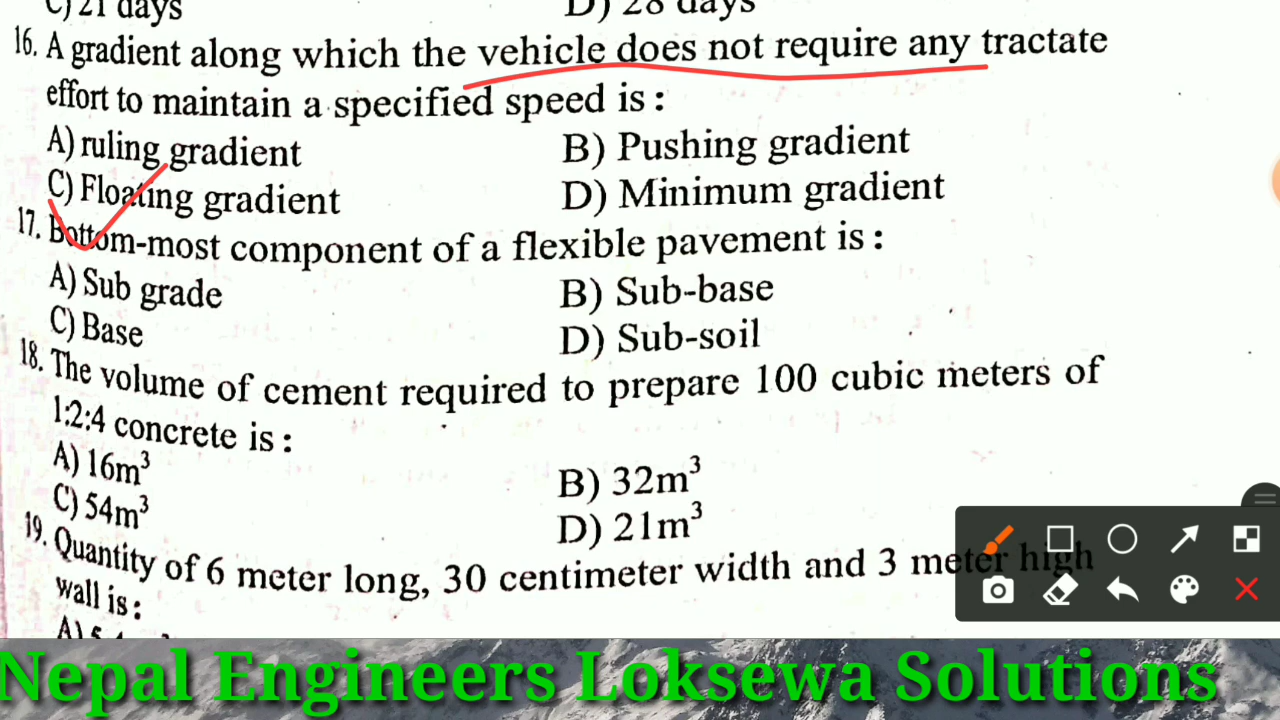 C) 21 days D) 28 days
16. A gradient along which the vehicle does not require any tractate
effort to maintain a specified speed is :
A) ruling gradient B) Pushing gradient
C) Floating gradient D) Minimum gradient
17. Bottom-most component of a flexible pavement is :
A) Sub grade B) Sub-base
C) Base D) Sub-soil
18. The volume of cement required to prepare 100 cubic meters of
1:2:4 concrete is :
A) 16m³ B) 32m³
C) 54m³ D) 21m³
19. Quantity of 6 meter long, 30 centimeter width and 3 meter high
wall is :
Nepal Engineers Loksewa Solutions